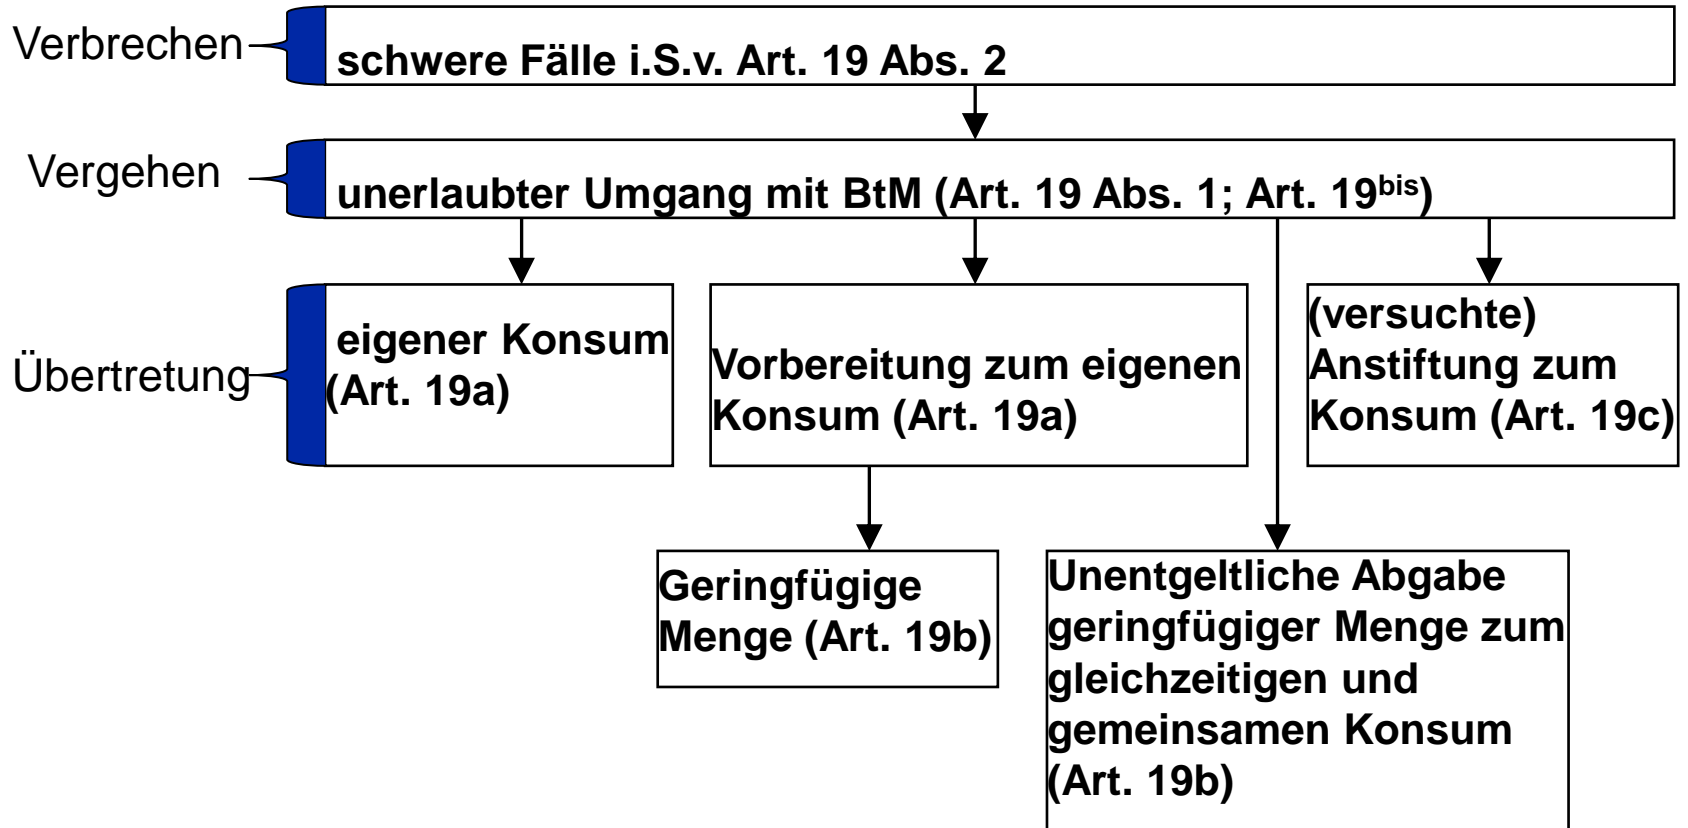 Verbrechen
schwere Fälle i.S.v. Art. 19 Abs. 2
Vergehen
unerlaubter Umgang mit BtM (Art. 19 Abs. 1; Art. 19bis)
Übertretung
eigener Konsum
(Art. 19a)
Vorbereitung zum eigenen
Konsum (Art. 19a)
(versuchte)
Anstiftung zum
Konsum (Art. 19c)
Geringfügige
Menge (Art. 19b)
Unentgeltliche Abgabe
geringfügiger Menge zum
gleichzeitigen und
gemeinsamen Konsum
(Art. 19b)